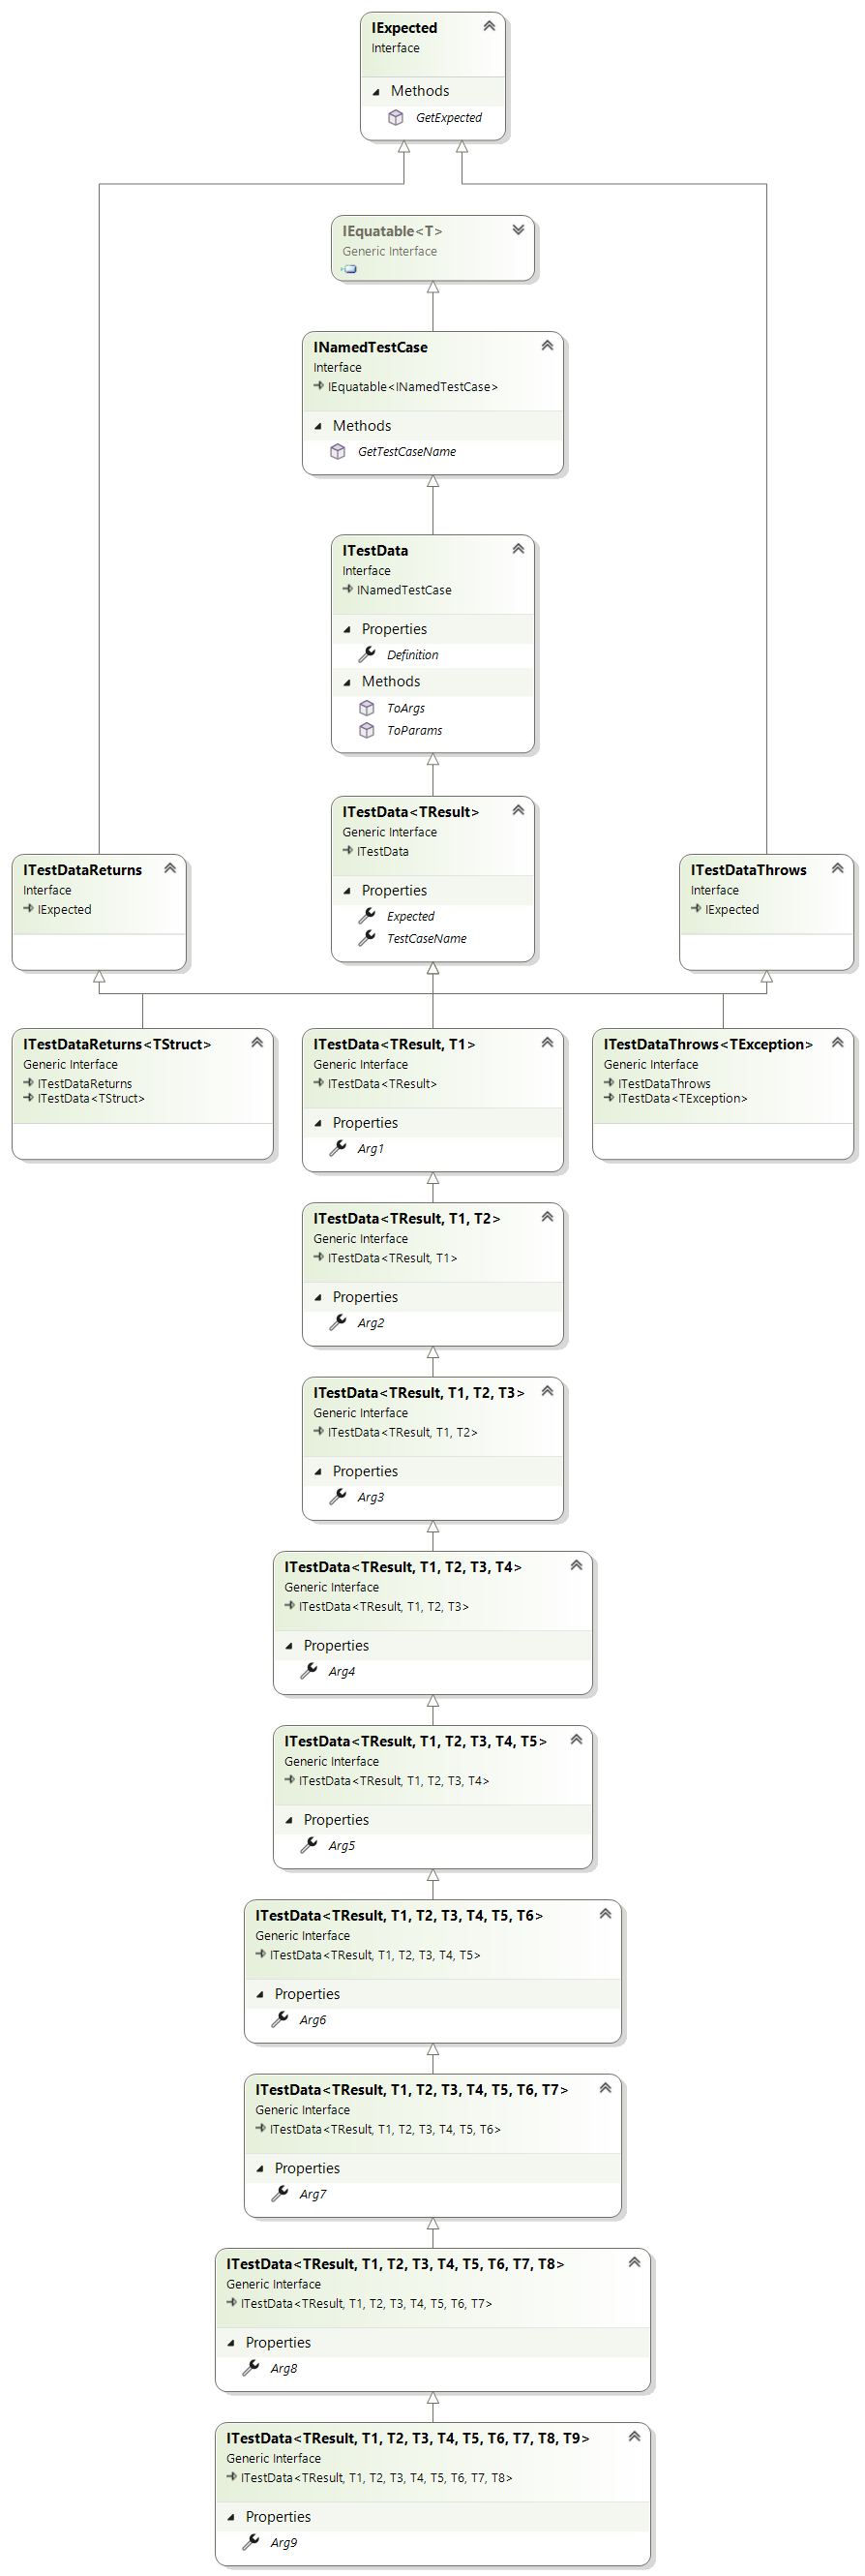 IExpected
Interface
Methods
GetExpected
IEquatable<T>
Generic Interface
INamedTestCase
Interface
IEquatable<INamedTestCase>
Methods
GetTestCaseName
ITestData
Interface
INamedTestCase
Properties
Definition
Methods
ToArgs
ToParams
ITestData<TResult>
Generic Interface
ITestData
Properties
Expected
TestCaseName
ITestDataReturns
Interface
IExpected
ITestDataThrows
Interface
IExpected
ITestDataReturns<TStruct>
Generic Interface
ITestDataReturns
ITestData<TStruct>
ITestData<TResult, T1>
Generic Interface
ITestData<TResult>
Properties
Arg1
ITestDataThrows<TException>
Generic Interface
ITestDataThrows
ITestData<TException>
ITestData<TResult, T1, T2>
Generic Interface
ITestData<TResult, T1>
Properties
Arg2
ITestData<TResult, T1, T2, T3>
Generic Interface
ITestData<TResult, T1, T2>
Properties
Arg3
ITestData<TResult, T1, T2, T3, T4>
Generic Interface
ITestData<TResult, T1, T2, T3>
Properties
Arg4
ITestData<TResult, T1, T2, T3, T4, T5>
Generic Interface
ITestData<TResult, T1, T2, T3, T4>
Properties
Arg5
ITestData<TResult, T1, T2, T3, T4, T5, T6>
Generic Interface
ITestData<TResult, T1, T2, T3, T4, T5>
Properties
Arg6
ITestData<TResult, T1, T2, T3, T4, T5, T6, T7>
Generic Interface
ITestData<TResult, T1, T2, T3, T4, T5, T6>
Properties
Arg7
ITestData<TResult, T1, T2, T3, T4, T5, T6, T7, T8>
Generic Interface
ITestData<TResult, T1, T2, T3, T4, T5, T6, T7>
Properties
Arg8
ITestData<TResult, T1, T2, T3, T4, T5, T6, T7, T8, T9>
Generic Interface
ITestData<TResult, T1, T2, T3, T4, T5, T6, T7, T8>
Properties
Arg9